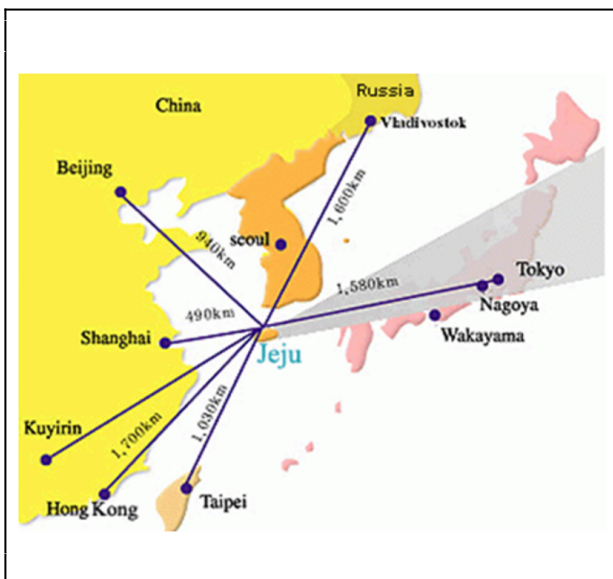 Russia
China
Vladivostok
Beijing
1,600km
940km
seoul
1,580km
Tokyo
Nagoya
490km
Shanghai
Wakayama
Jeju
Kuyirin
1,700km
1,030km
Hong Kong
Taipei